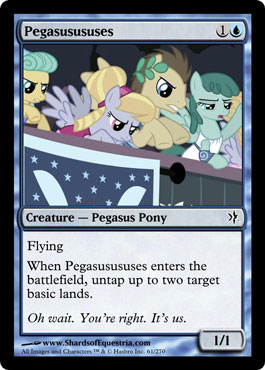 Pegasusususes 1
Creature — Pegasus Pony
Flying
When Pegasusususes enters the
battlefield, untap up to two target
basic lands.
Oh wait. You're right. It's us.
www.ShardsofEquestria.com
All Images and Characters ™ & © Hasbro Inc. 61/270
1/1